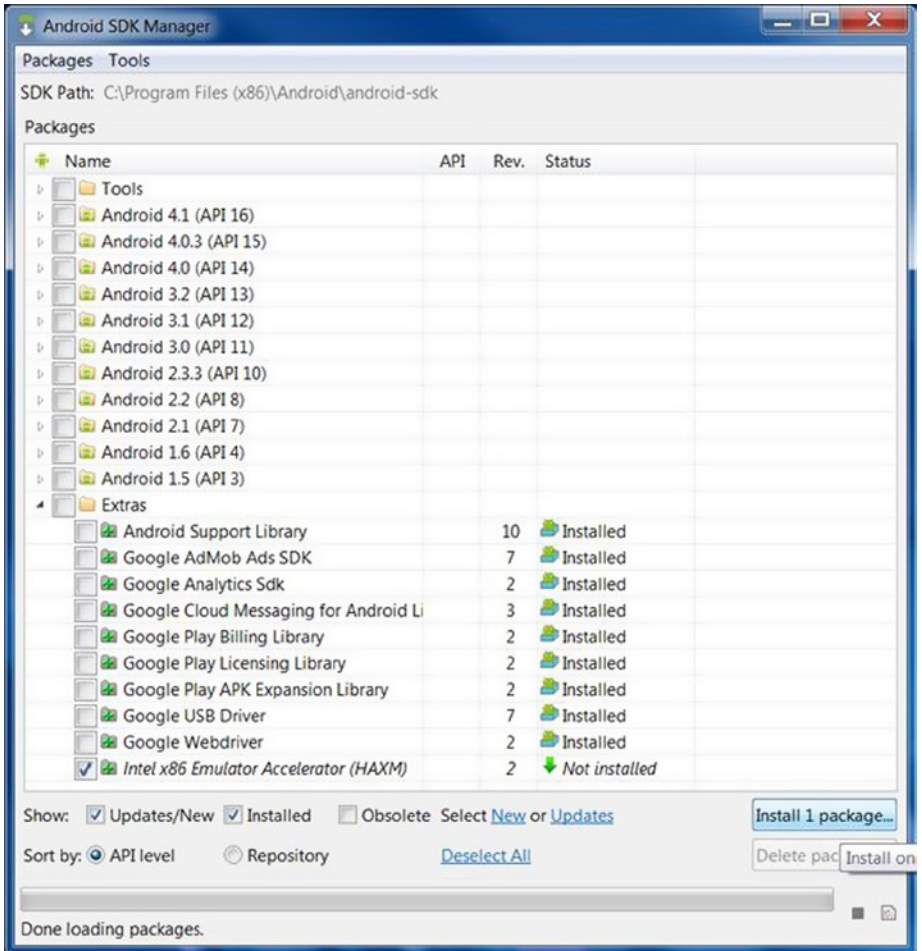 Android SDK Manager
Packages Tools
SDK Path: C:\Program Files (x86)\Android\android-sdk
Packages
Name API Rev. Status
Tools
Android 4.1 (API 16)
Android 4.0.3 (API 15)
Android 4.0 (API 14)
Android 3.2 (API 13)
Android 3.1 (API 12)
Android 3.0 (API 11)
Android 2.3.3 (API 10)
Android 2.2 (API 8)
Android 2.1 (API 7)
Android 1.6 (API 4)
Android 1.5 (API 3)
Extras
Android Support Library 10 Installed
Google AdMob Ads SDK 7 Installed
Google Analytics Sdk 2 Installed
Google Cloud Messaging for Android Li 3 Installed
Google Play Billing Library 2 Installed
Google Play Licensing Library 2 Installed
Google Play APK Expansion Library 2 Installed
Google USB Driver 7 Installed
Google Webdriver 2 Installed
Intel x86 Emulator Accelerator (HAXM) 2 Not installed
Show: Updates/New Installed Obsolete Select New or Updates Install 1 package...
Sort by: API level Repository Deselect All Delete pac Install on
Done loading packages.